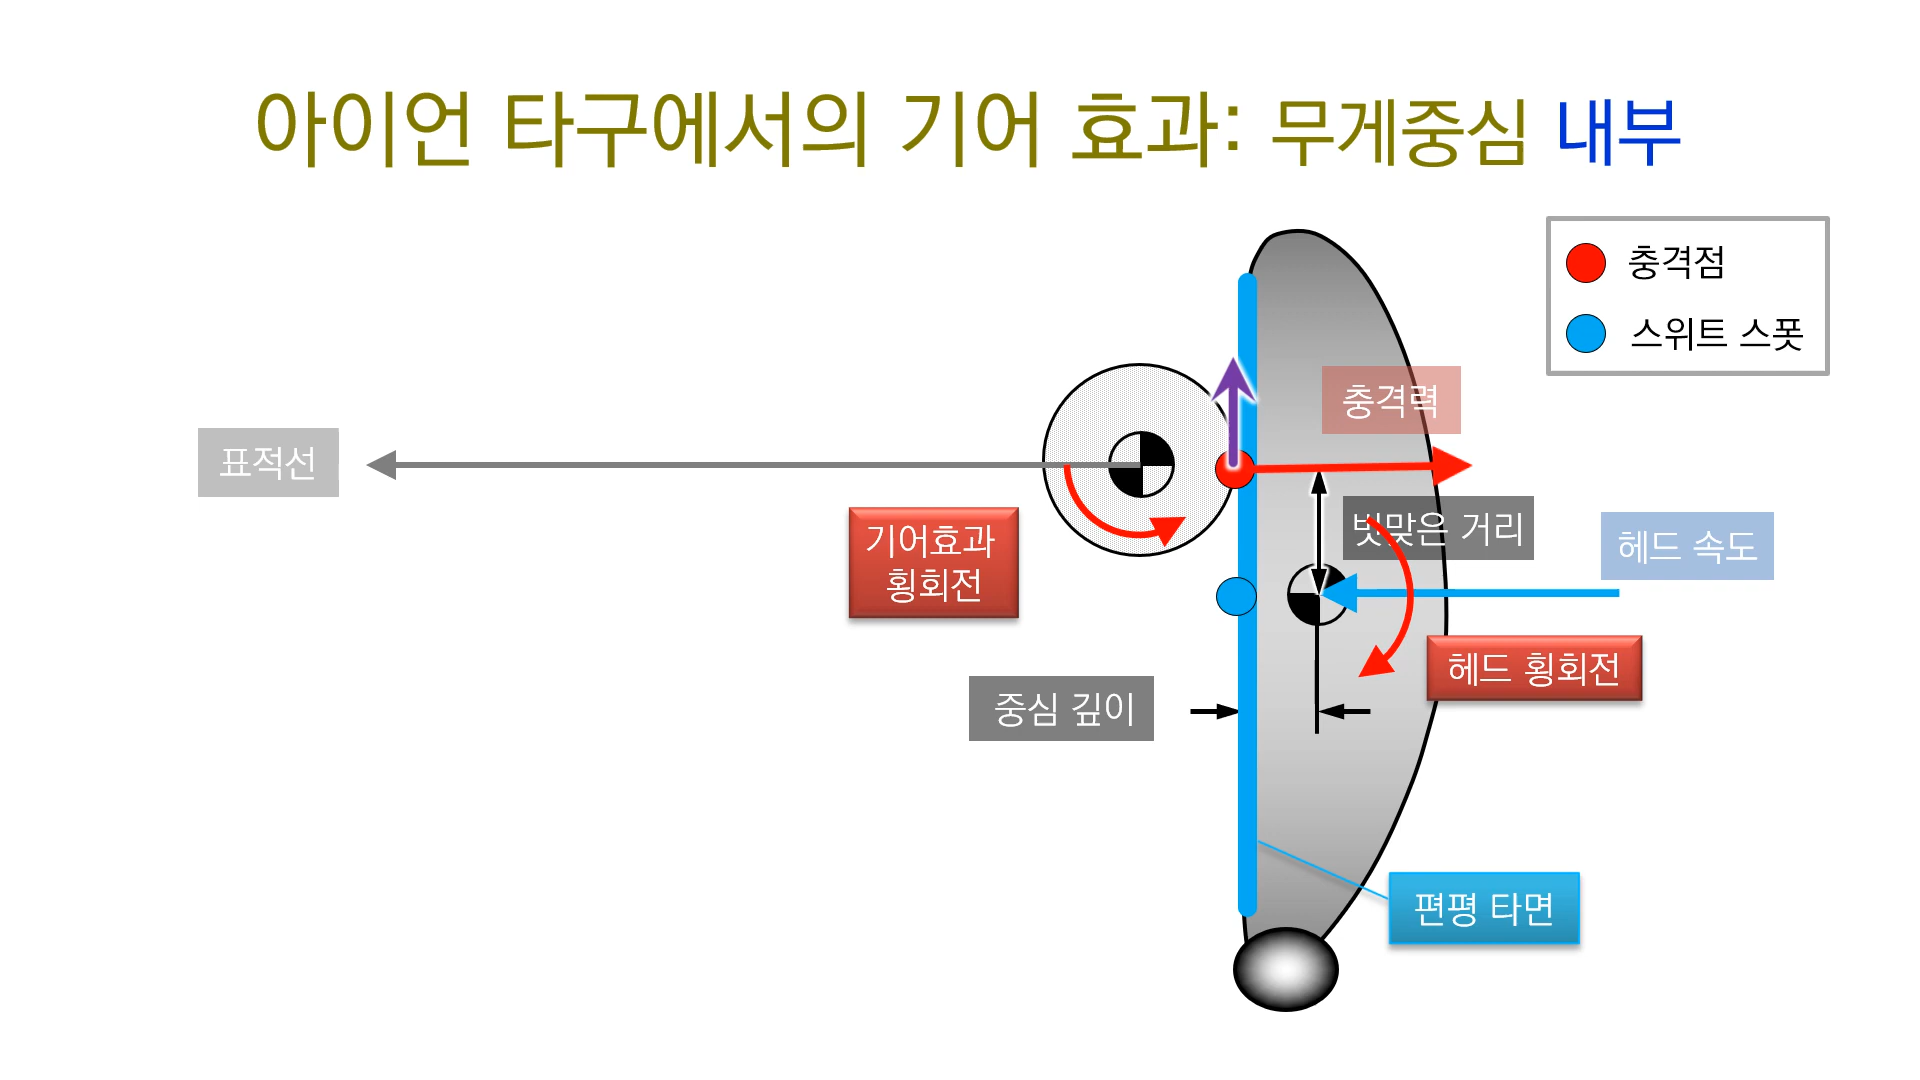 아이언 타구에서의 기어 효과: 무게중심 내부
충격점
스위트 스폿
충격력
표적선
빗맞은 거리
기어효과
횡회전
헤드 속도
헤드 횡회전
중심 깊이
편평 타면